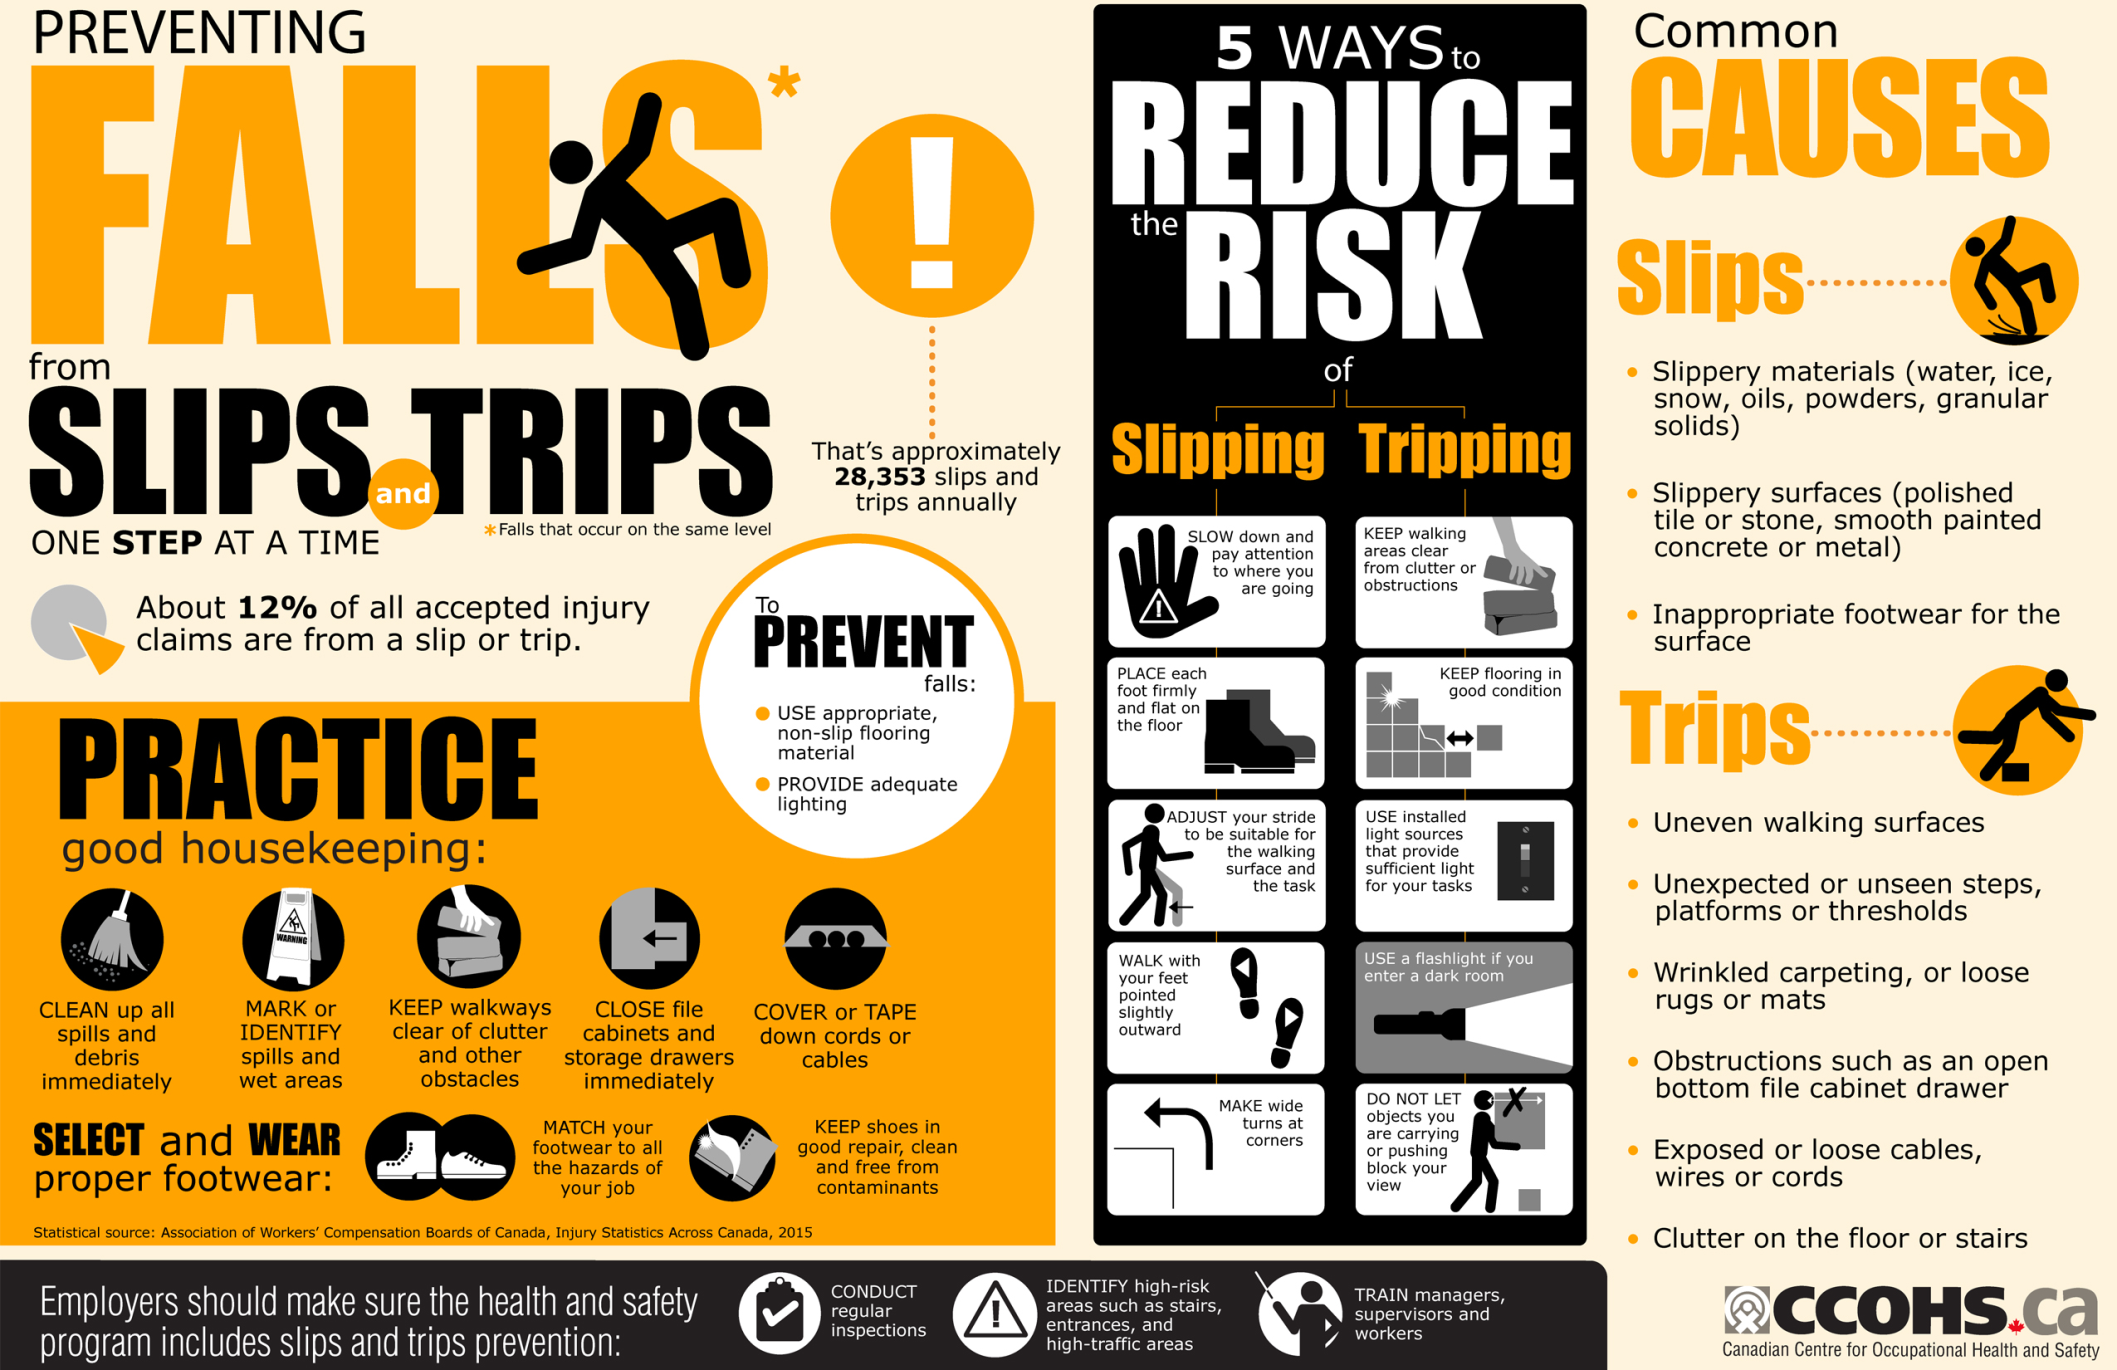 PREVENTING
FALLS*
from
SLIPS and TRIPS
ONE STEP AT A TIME
*Falls that occur on the same level
!
That's approximately
28,353 slips and
trips annually
About 12% of all accepted injury
claims are from a slip or trip.
To
PREVENT
falls:
• USE appropriate,
non-slip flooring
material
• PROVIDE adequate
lighting
PRACTICE
good housekeeping:
CLEAN up all
spills and
debris
immediately
WARNING
MARK or
IDENTIFY
spills and
wet areas
KEEP walkways
clear of clutter
and other
obstacles
CLOSE file
cabinets and
storage drawers
immediately
COVER or TAPE
down cords or
cables
SELECT and WEAR
proper footwear:
MATCH your
footwear to all
the hazards of
your job
KEEP shoes in
good repair, clean
and free from
contaminants
Statistical source: Association of Workers' Compensation Boards of Canada, Injury Statistics Across Canada, 2015
5 WAYS to
REDUCE
the RISK
of
Slipping
SLOW down and
pay attention
to where you
are going
!
PLACE each
foot firmly
and flat on
the floor
ADJUST your stride
to be suitable for
the walking
surface and
the task
WALK with
your feet
pointed
slightly
outward
MAKE wide
turns at
corners
Tripping
KEEP walking
areas clear
from clutter or
obstructions
KEEP flooring in
good condition
USE installed
light sources
that provide
sufficient light
for your tasks
USE a flashlight if you
enter a dark room
DO NOT LET
objects you
are carrying
or pushing
block your
view
Common
CAUSES
Slips
• Slippery materials (water, ice,
snow, oils, powders, granular
solids)
• Slippery surfaces (polished
tile or stone, smooth painted
concrete or metal)
• Inappropriate footwear for the
surface
Trips
• Uneven walking surfaces
• Unexpected or unseen steps,
platforms or thresholds
• Wrinkled carpeting, or loose
rugs or mats
• Obstructions such as an open
bottom file cabinet drawer
• Exposed or loose cables,
wires or cords
• Clutter on the floor or stairs
Employers should make sure the health and safety
program includes slips and trips prevention:
CONDUCT
regular
inspections
!
IDENTIFY high-risk
areas such as stairs,
entrances, and
high-traffic areas
TRAIN managers,
supervisors and
workers
CCOHS.ca
Canadian Centre for Occupational Health and Safety